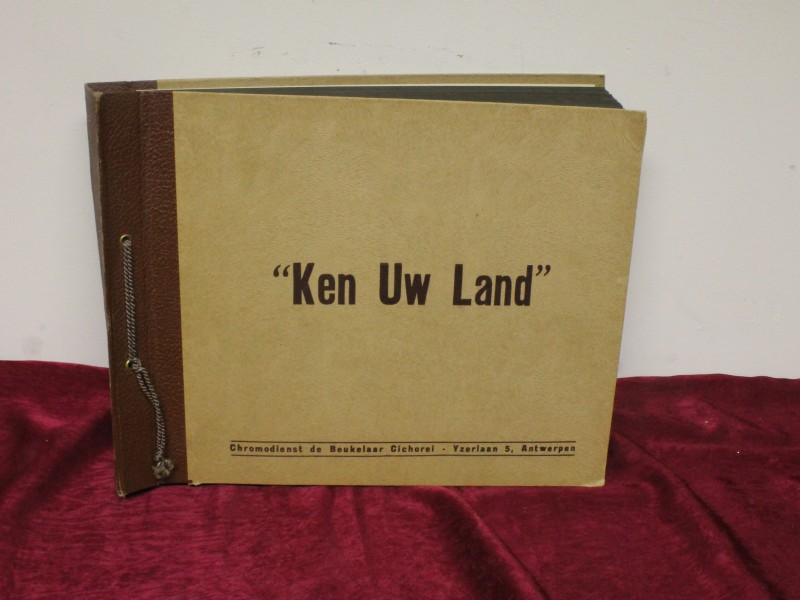 “Ken Uw Land”
Chromodienst de Beukelaar Cichorei - Yzerlaan 5, Antwerpen